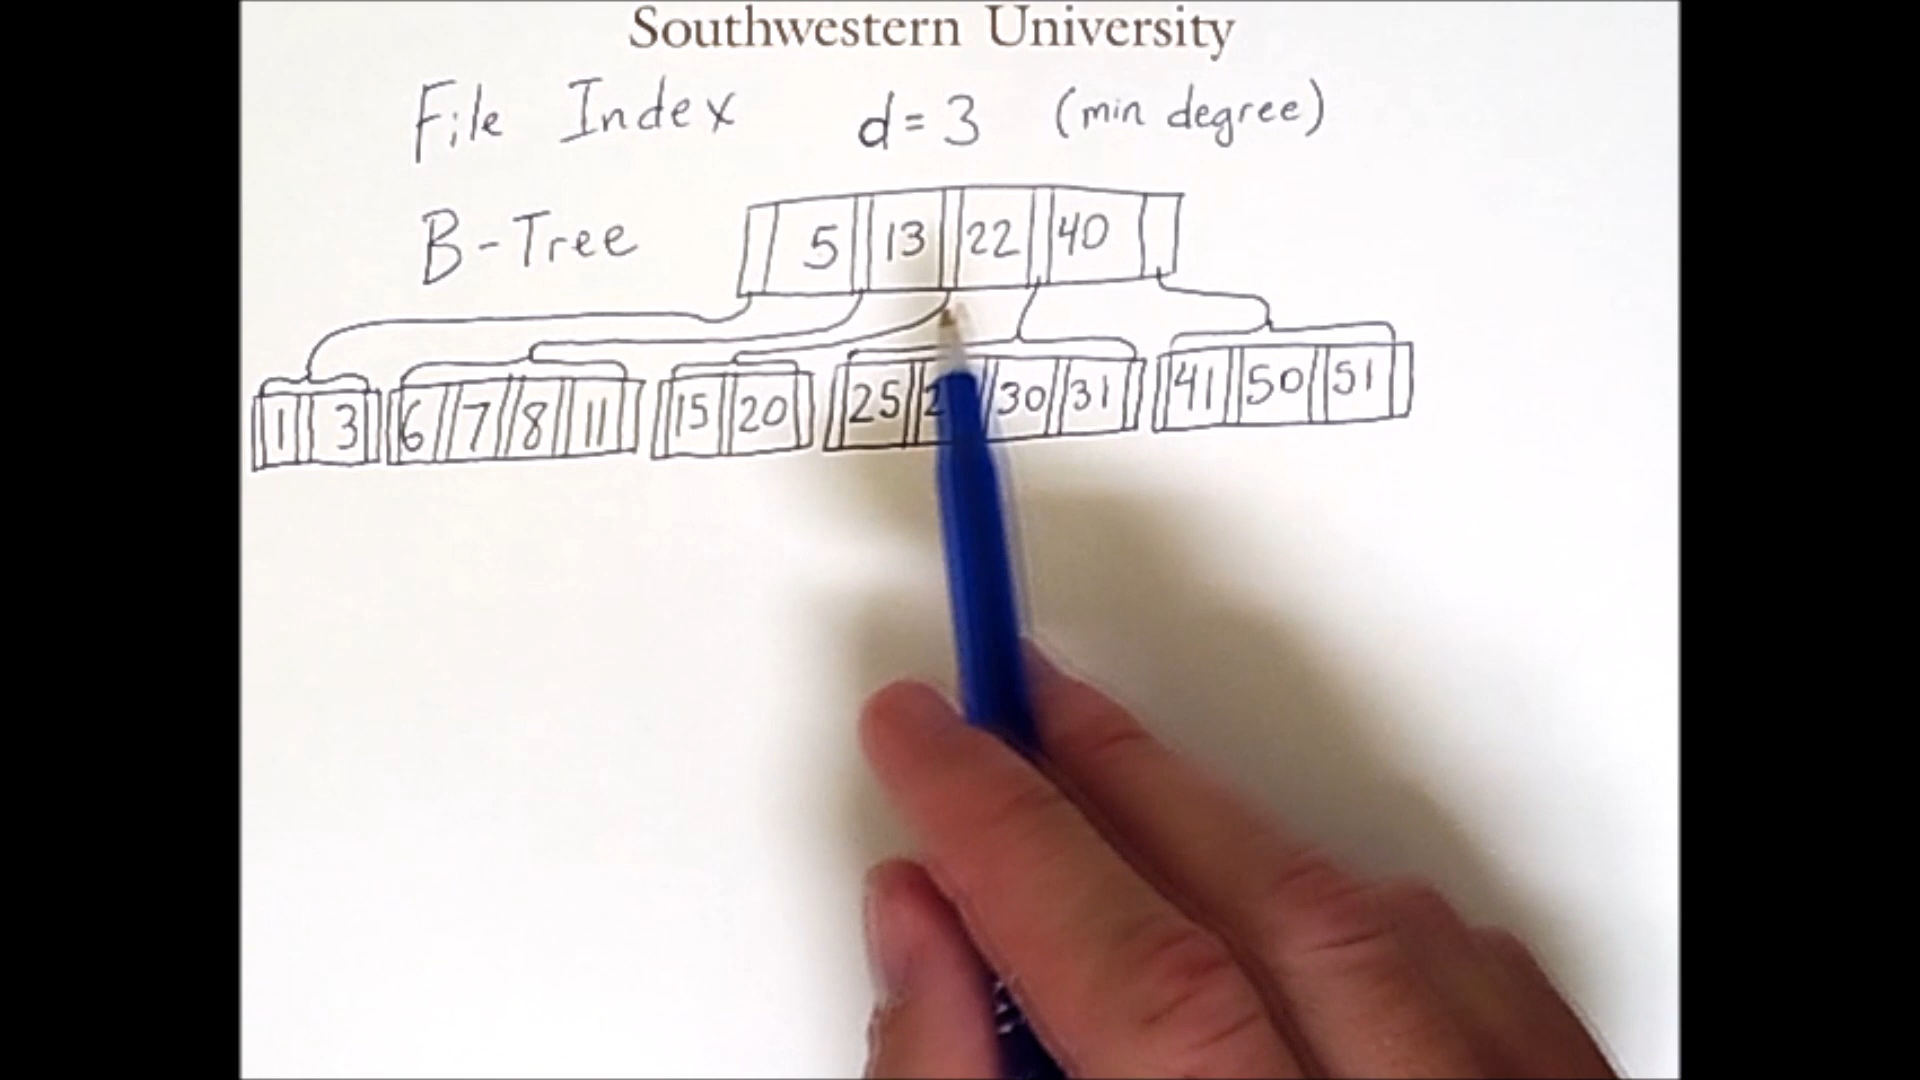 Southwestern University
File Index d = 3 (min degree)
B-Tree 5 13 22 40
1 3 6 7 8 11 15 20 25 30 31 41 50 51